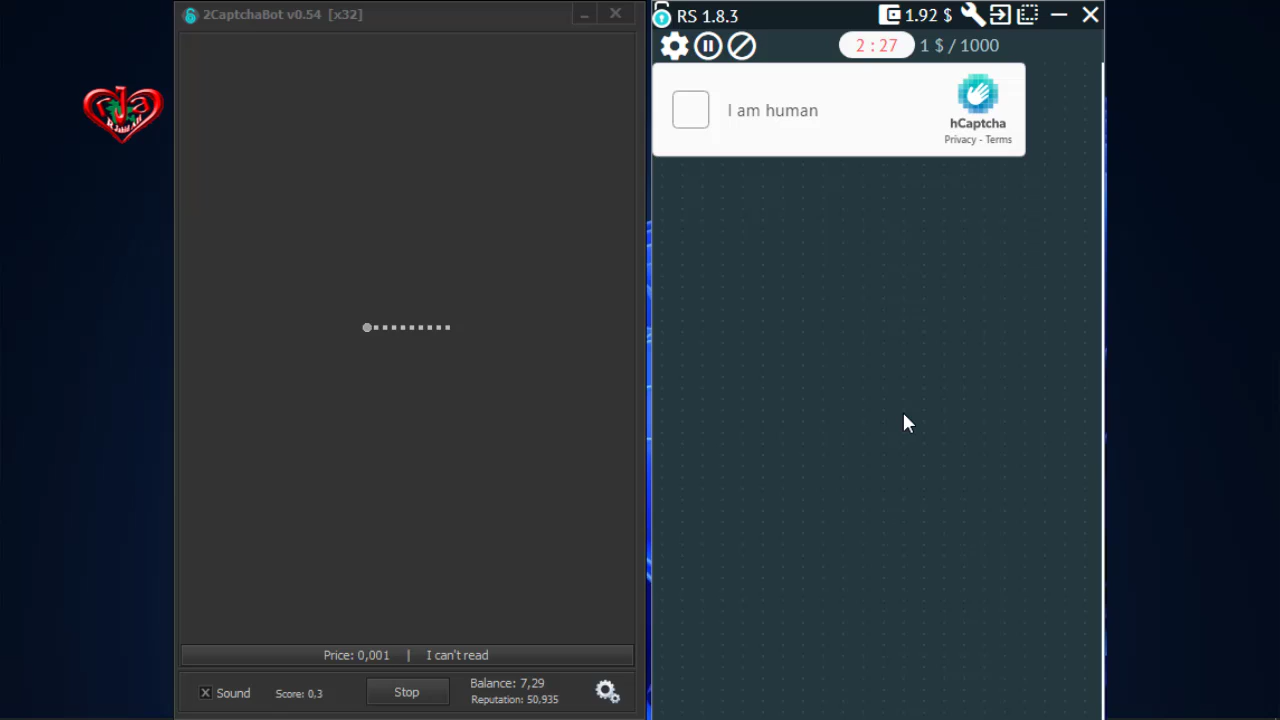 2CaptchaBot v0.54 [x32]
RS 1.8.3
1.92 $
2 : 27
1 $ / 1000
I am human
hCaptcha
Privacy - Terms
rja
Price: 0,001 | I can't read
Sound
Score: 0,3
Stop
Balance: 7,29
Reputation: 50,935